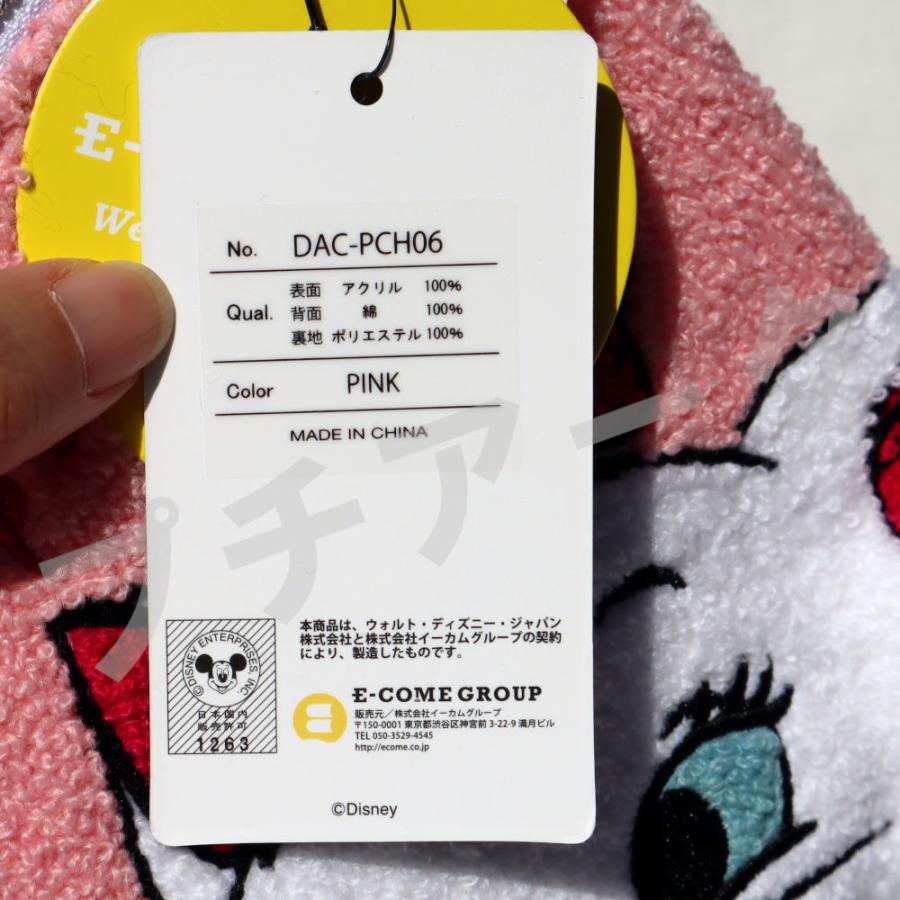 E-
We
No. DAC-PCH06
Qual. 表面 アクリル 100%
背面 綿 100%
裏地 ポリエステル 100%
Color PINK
MADE IN CHINA
プチアー
©DISNEY ENTERPRISES, INC.
日本国内
販売許可
1263
本商品は、ウォルト・ディズニー・ジャパン
株式会社と株式会社イーカムグループの契約
により、製造したものです。
E-COME GROUP
販売元／株式会社イーカムグループ
〒150-0001 東京都渋谷区神宮前 3-22-9 満月ビル
TEL 050-3529-4545
http://ecome.co.jp
©Disney